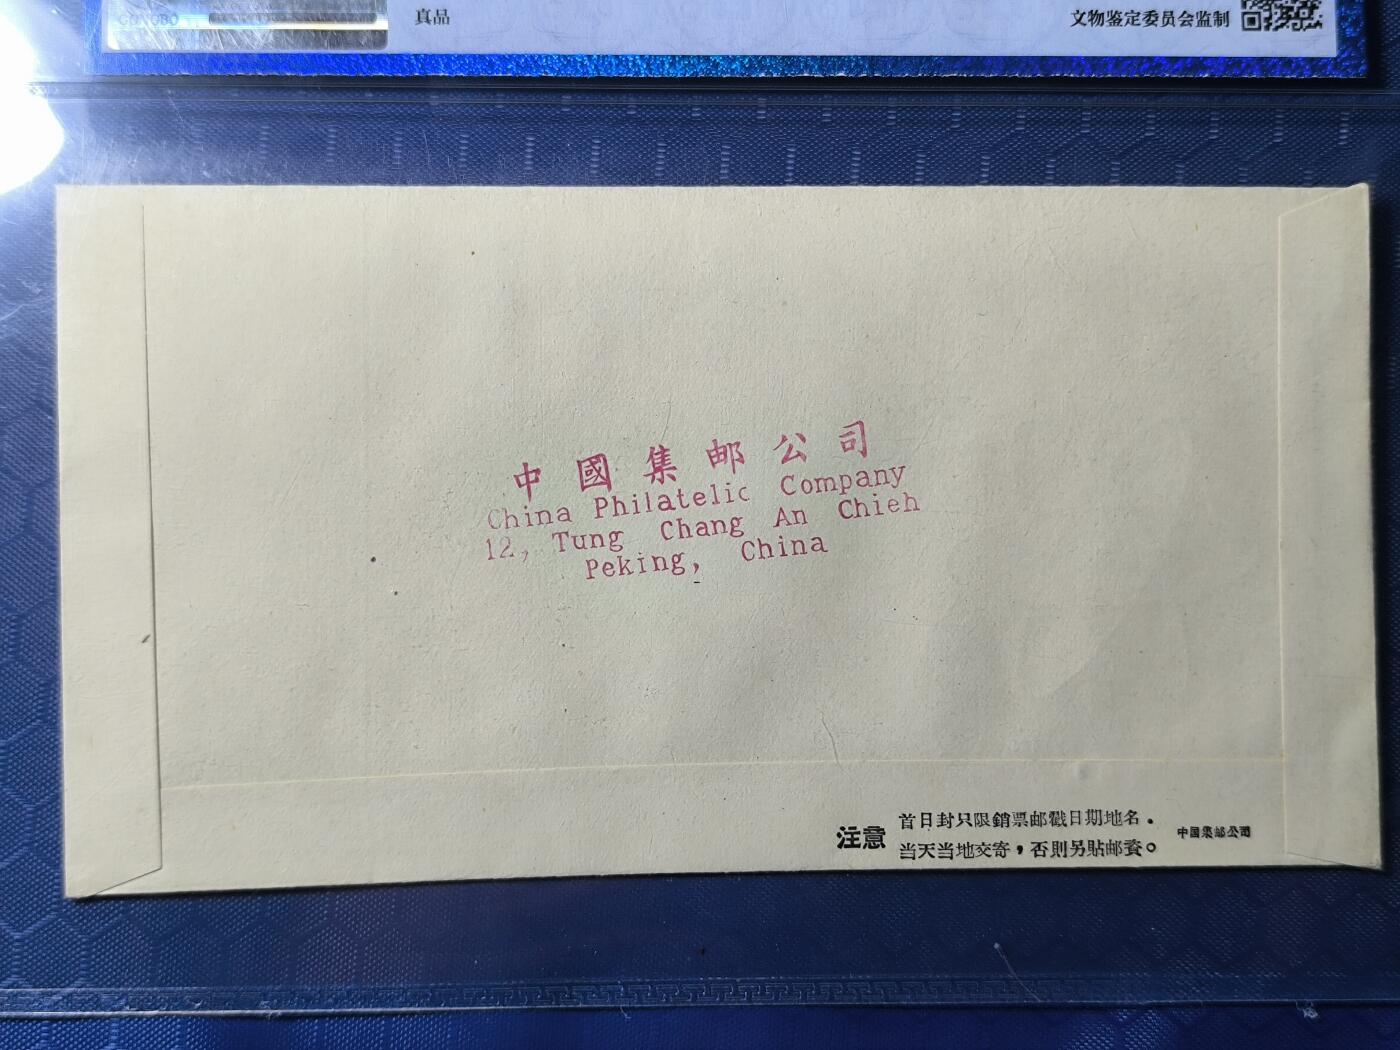 GONGBO
真品
文物鉴定委员会监制
中國集邮公司
China Philatelic Company
12, Tung Chang An Chieh
Peking, China
注意
首日封只限銷票邮戳日期地名.
当天当地交寄，否則另貼邮資。
中国集邮公司